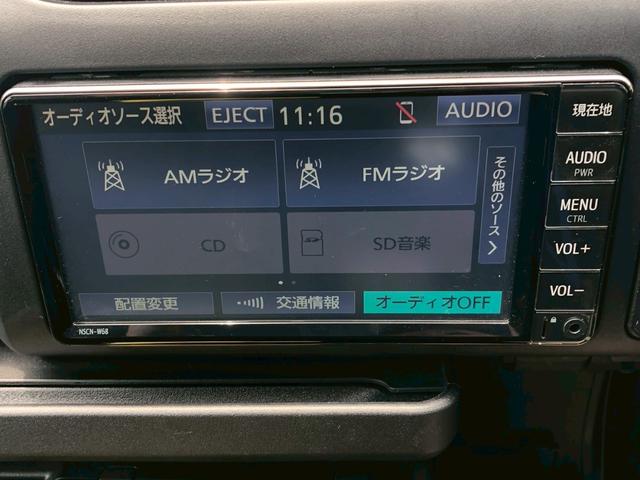 オーディオソース選択 EJECT 11:16 AUDIO
AMラジオ
FMラジオ
CD
SD音楽
その他のソース
配置変更
交通情報
オーディオOFF
NSCN-W68
現在地
AUDIO
PWR
MENU
CTRL
VOL+
VOL−